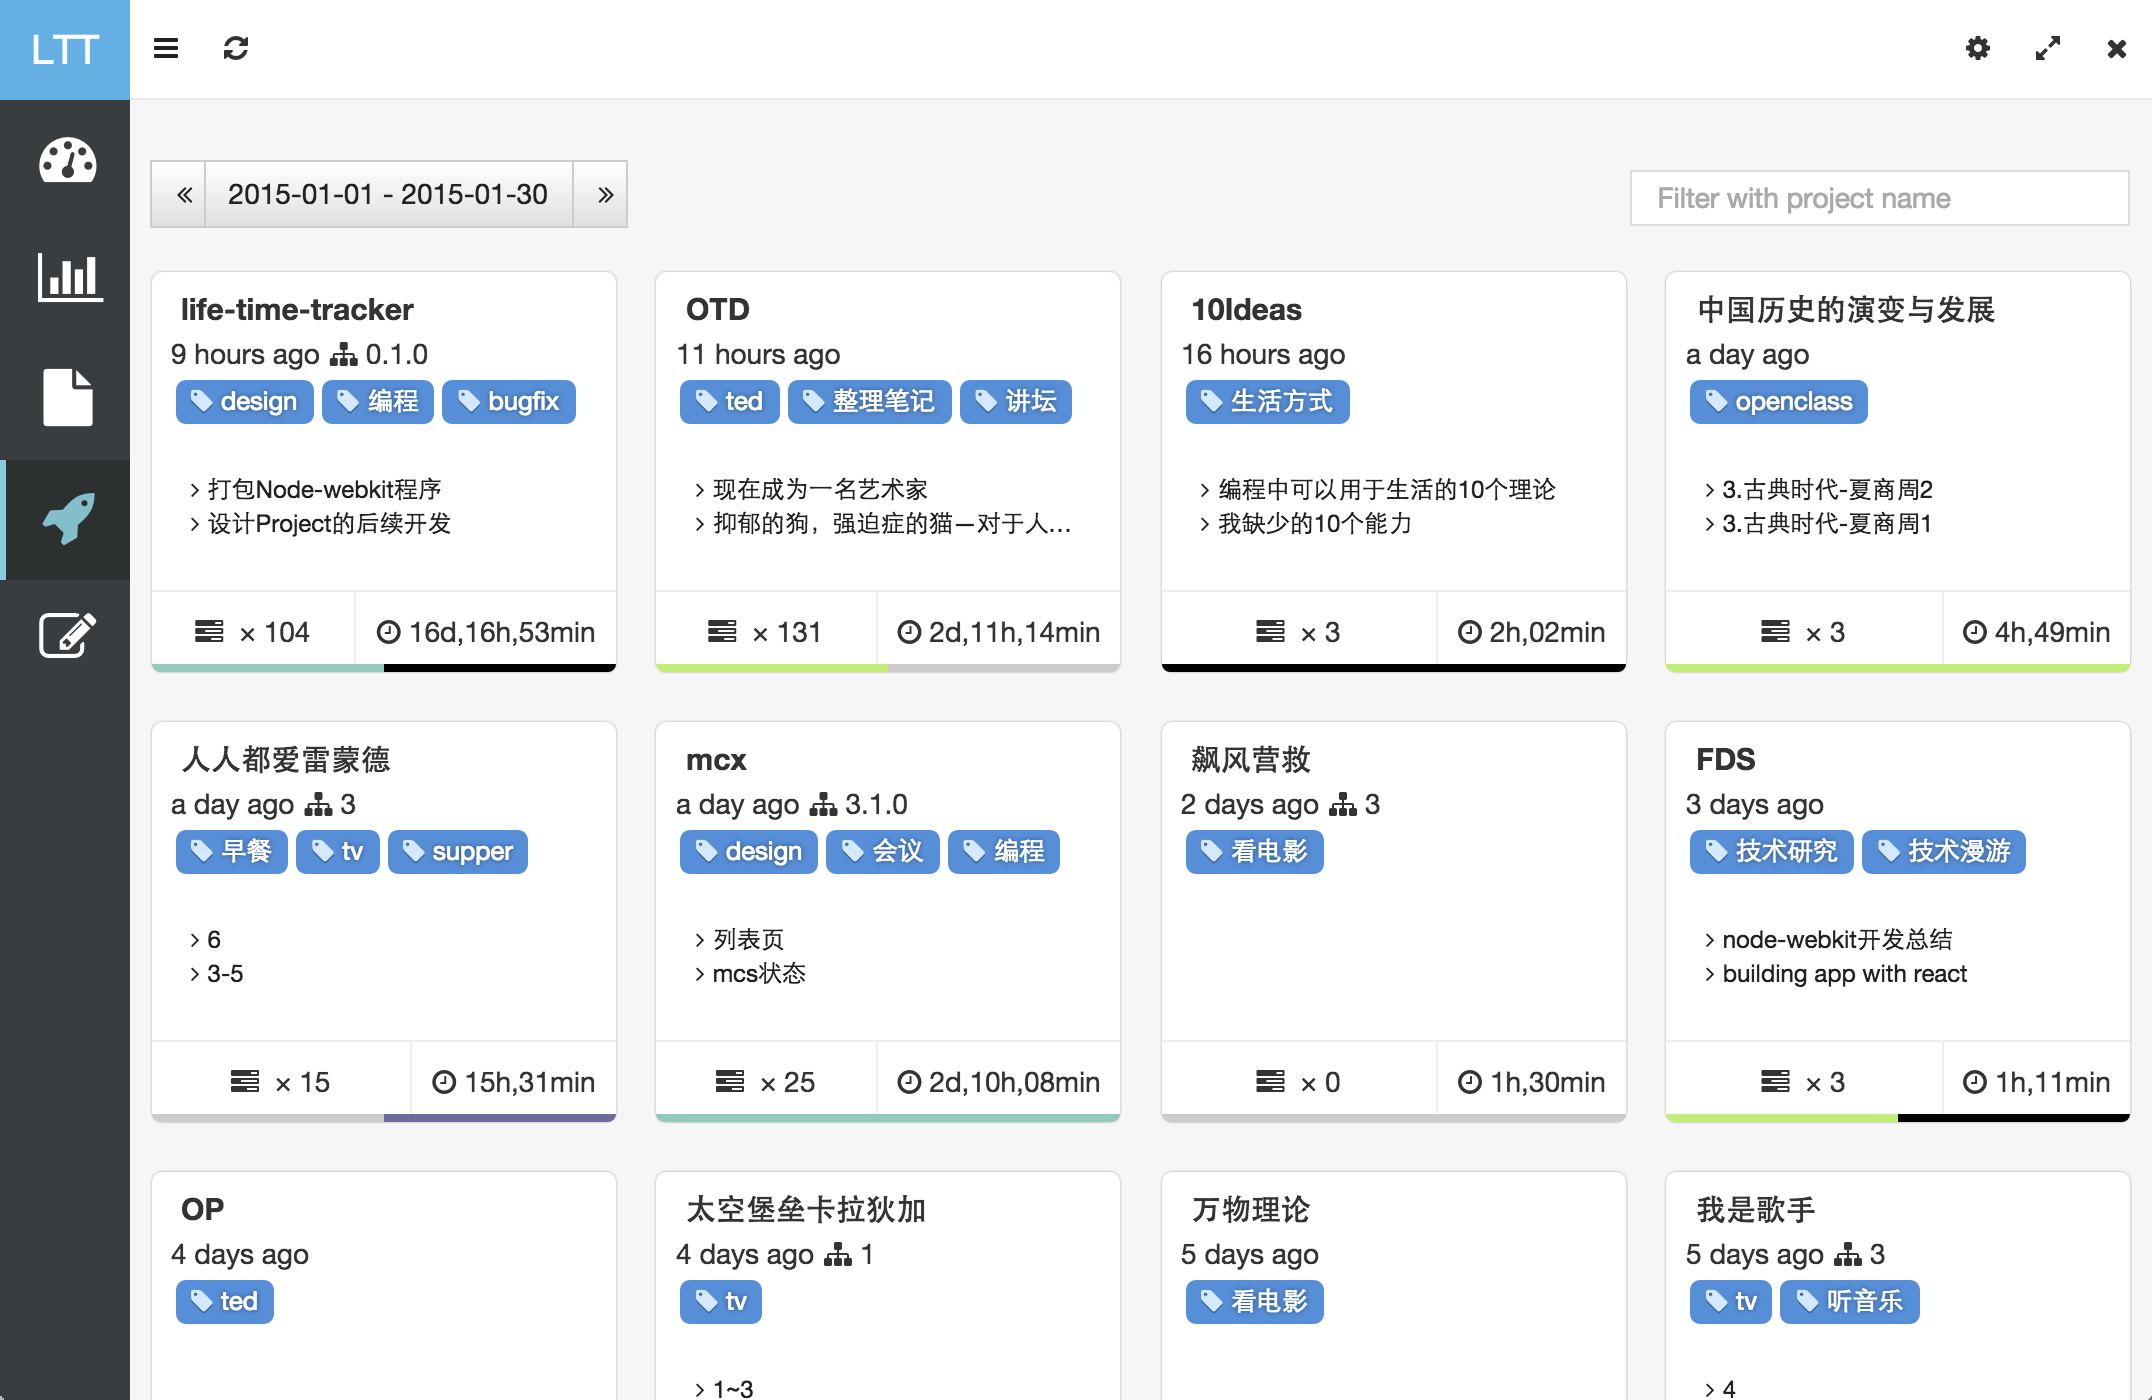 LTT
« 2015-01-01 - 2015-01-30 »
Filter with project name
life-time-tracker
9 hours ago 0.1.0
design 编程 bugfix
打包Node-webkit程序
设计Project的后续开发
× 104 16d,16h,53min
OTD
11 hours ago
ted 整理笔记 讲坛
现在成为一名艺术家
抑郁的狗，强迫症的猫—对于人...
× 131 2d,11h,14min
10Ideas
16 hours ago
生活方式
编程中可以用于生活的10个理论
我缺少的10个能力
× 3 2h,02min
中国历史的演变与发展
a day ago
openclass
3.古典时代-夏商周2
3.古典时代-夏商周1
× 3 4h,49min
人人都爱雷蒙德
a day ago 3
早餐 tv supper
6
3-5
× 15 15h,31min
mcx
a day ago 3.1.0
design 会议 编程
列表页
mcs状态
× 25 2d,10h,08min
飙风营救
2 days ago 3
看电影
× 0 1h,30min
FDS
3 days ago
技术研究 技术漫游
node-webkit开发总结
building app with react
× 3 1h,11min
OP
4 days ago
ted
太空堡垒卡拉狄加
4 days ago 1
tv
1~3
万物理论
5 days ago
看电影
我是歌手
5 days ago 3
tv 听音乐
4